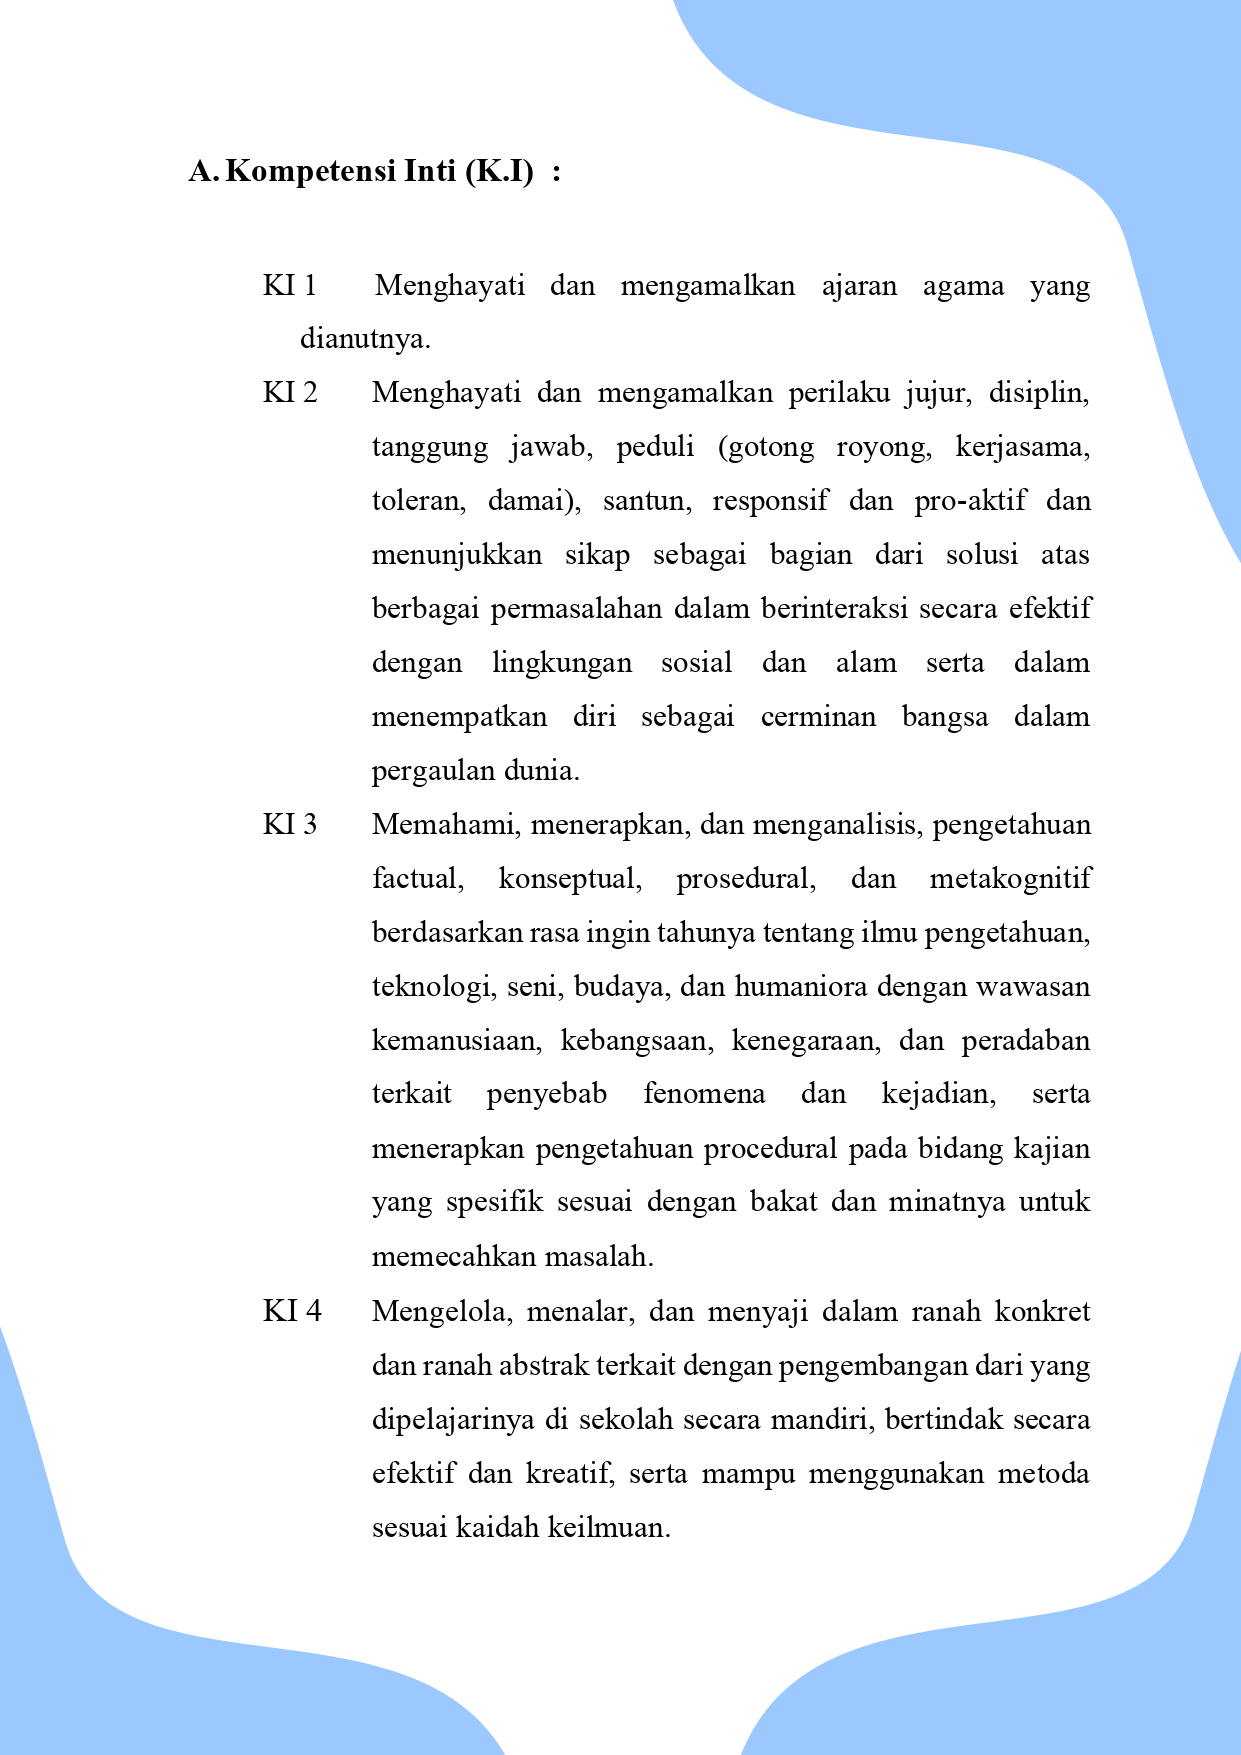 A. Kompetensi Inti (K.I) :
KI 1 Menghayati dan mengamalkan ajaran agama yang
dianutnya.
KI 2 Menghayati dan mengamalkan perilaku jujur, disiplin,
tanggung jawab, peduli (gotong royong, kerjasama,
toleran, damai), santun, responsif dan pro-aktif dan
menunjukkan sikap sebagai bagian dari solusi atas
berbagai permasalahan dalam berinteraksi secara efektif
dengan lingkungan sosial dan alam serta dalam
menempatkan diri sebagai cerminan bangsa dalam
pergaulan dunia.
KI 3 Memahami, menerapkan, dan menganalisis, pengetahuan
factual, konseptual, prosedural, dan metakognitif
berdasarkan rasa ingin tahunya tentang ilmu pengetahuan,
teknologi, seni, budaya, dan humaniora dengan wawasan
kemanusiaan, kebangsaan, kenegaraan, dan peradaban
terkait penyebab fenomena dan kejadian, serta
menerapkan pengetahuan procedural pada bidang kajian
yang spesifik sesuai dengan bakat dan minatnya untuk
memecahkan masalah.
KI 4 Mengelola, menalar, dan menyaji dalam ranah konkret
dan ranah abstrak terkait dengan pengembangan dari yang
dipelajarinya di sekolah secara mandiri, bertindak secara
efektif dan kreatif, serta mampu menggunakan metoda
sesuai kaidah keilmuan.